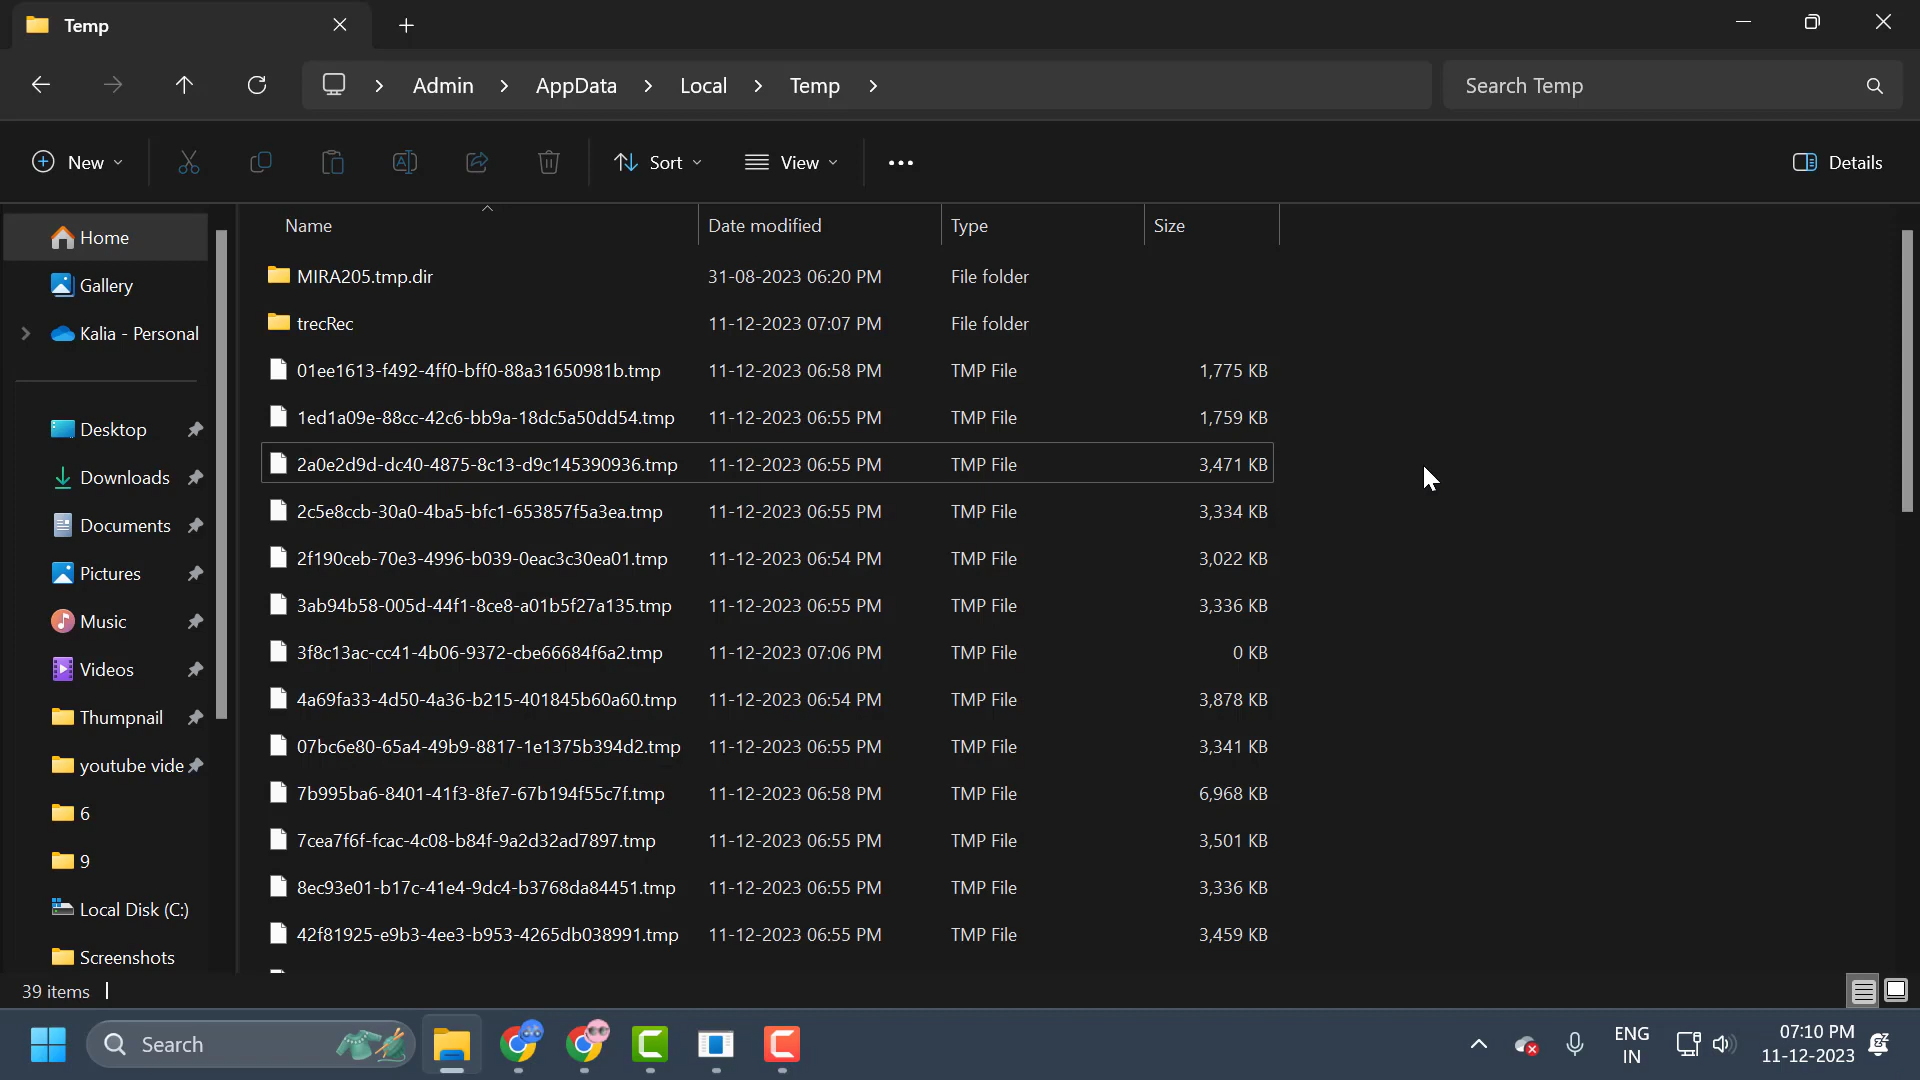 Temp
Admin > AppData > Local > Temp >
Search Temp
New
Sort
View
Details
Name
Date modified
Type
Size
Home
Gallery
Kalia - Personal
Desktop
Downloads
Documents
Pictures
Music
Videos
Thumpnail
youtube vide
6
9
Local Disk (C:)
Screenshots
MIRA205.tmp.dir 31-08-2023 06:20 PM File folder
trecRec 11-12-2023 07:07 PM File folder
01ee1613-f492-4ff0-bff0-88a31650981b.tmp 11-12-2023 06:58 PM TMP File 1,775 KB
1ed1a09e-88cc-42c6-bb9a-18dc5a50dd54.tmp 11-12-2023 06:55 PM TMP File 1,759 KB
2a0e2d9d-dc40-4875-8c13-d9c145390936.tmp 11-12-2023 06:55 PM TMP File 3,471 KB
2c5e8ccb-30a0-4ba5-bfc1-653857f5a3ea.tmp 11-12-2023 06:55 PM TMP File 3,334 KB
2f190ceb-70e3-4996-b039-0eac3c30ea01.tmp 11-12-2023 06:54 PM TMP File 3,022 KB
3ab94b58-005d-44f1-8ce8-a01b5f27a135.tmp 11-12-2023 06:55 PM TMP File 3,336 KB
3f8c13ac-cc41-4b06-9372-cbe66684f6a2.tmp 11-12-2023 07:06 PM TMP File 0 KB
4a69fa33-4d50-4a36-b215-401845b60a60.tmp 11-12-2023 06:54 PM TMP File 3,878 KB
07bc6e80-65a4-49b9-8817-1e1375b394d2.tmp 11-12-2023 06:55 PM TMP File 3,341 KB
7b995ba6-8401-41f3-8fe7-67b194f55c7f.tmp 11-12-2023 06:58 PM TMP File 6,968 KB
7cea7f6f-fcac-4c08-b84f-9a2d32ad7897.tmp 11-12-2023 06:55 PM TMP File 3,501 KB
8ec93e01-b17c-41e4-9dc4-b3768da84451.tmp 11-12-2023 06:55 PM TMP File 3,336 KB
42f81925-e9b3-4ee3-b953-4265db038991.tmp 11-12-2023 06:55 PM TMP File 3,459 KB
39 items
Search
ENG
IN
07:10 PM
11-12-2023